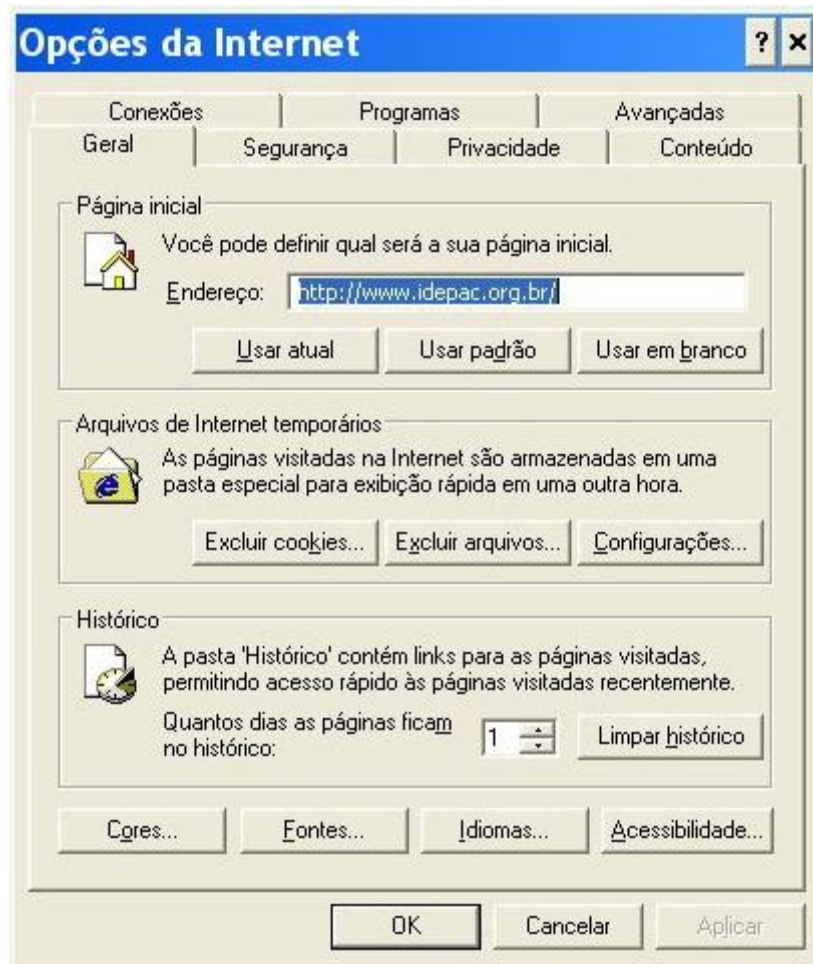 Opções da Internet
Conexões Programas Avançadas
Geral Segurança Privacidade Conteúdo
Página inicial
Você pode definir qual será a sua página inicial.
Endereço: http://www.idepac.org.br/
Usar atual Usar padrão Usar em branco
Arquivos de Internet temporários
As páginas visitadas na Internet são armazenadas em uma
pasta especial para exibição rápida em uma outra hora.
Excluir cookies... Excluir arquivos... Configurações...
Histórico
A pasta 'Histórico' contém links para as páginas visitadas,
permitindo acesso rápido às páginas visitadas recentemente.
Quantos dias as páginas ficam
no histórico: 1 Limpar histórico
Cores... Fontes... Idiomas... Acessibilidade...
OK Cancelar Aplicar